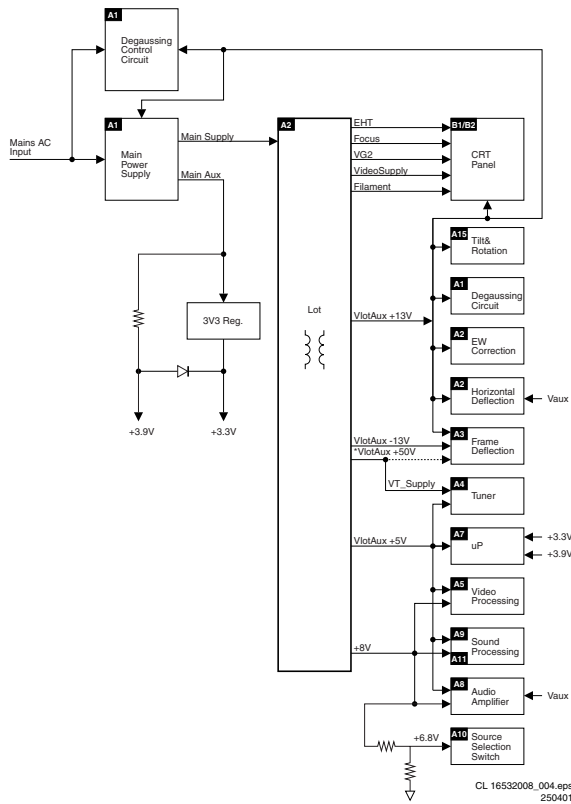 A1
Degaussing
Control
Circuit
A1
Main
Power
Supply
Mains AC
Input
Main Supply
Main Aux
3V3 Reg.
+3.9V
+3.3V
A2
Lot
EHT
Focus
VG2
VideoSupply
Filament
B1/B2
CRT
Panel
A15
Tilt&
Rotation
A1
Degaussing
Circuit
VlotAux +13V
A2
EW
Correction
A2
Horizontal
Deflection
Vaux
VlotAux -13V
*VlotAux +50V
A3
Frame
Deflection
VT_Supply
A4
Tuner
VlotAux +5V
A7
uP
+3.3V
+3.9V
A5
Video
Processing
+8V
A9
Sound
Processing
A11
A8
Audio
Amplifier
Vaux
+6.8V
A10
Source
Selection
Switch
CL 16532008_004.eps
250401